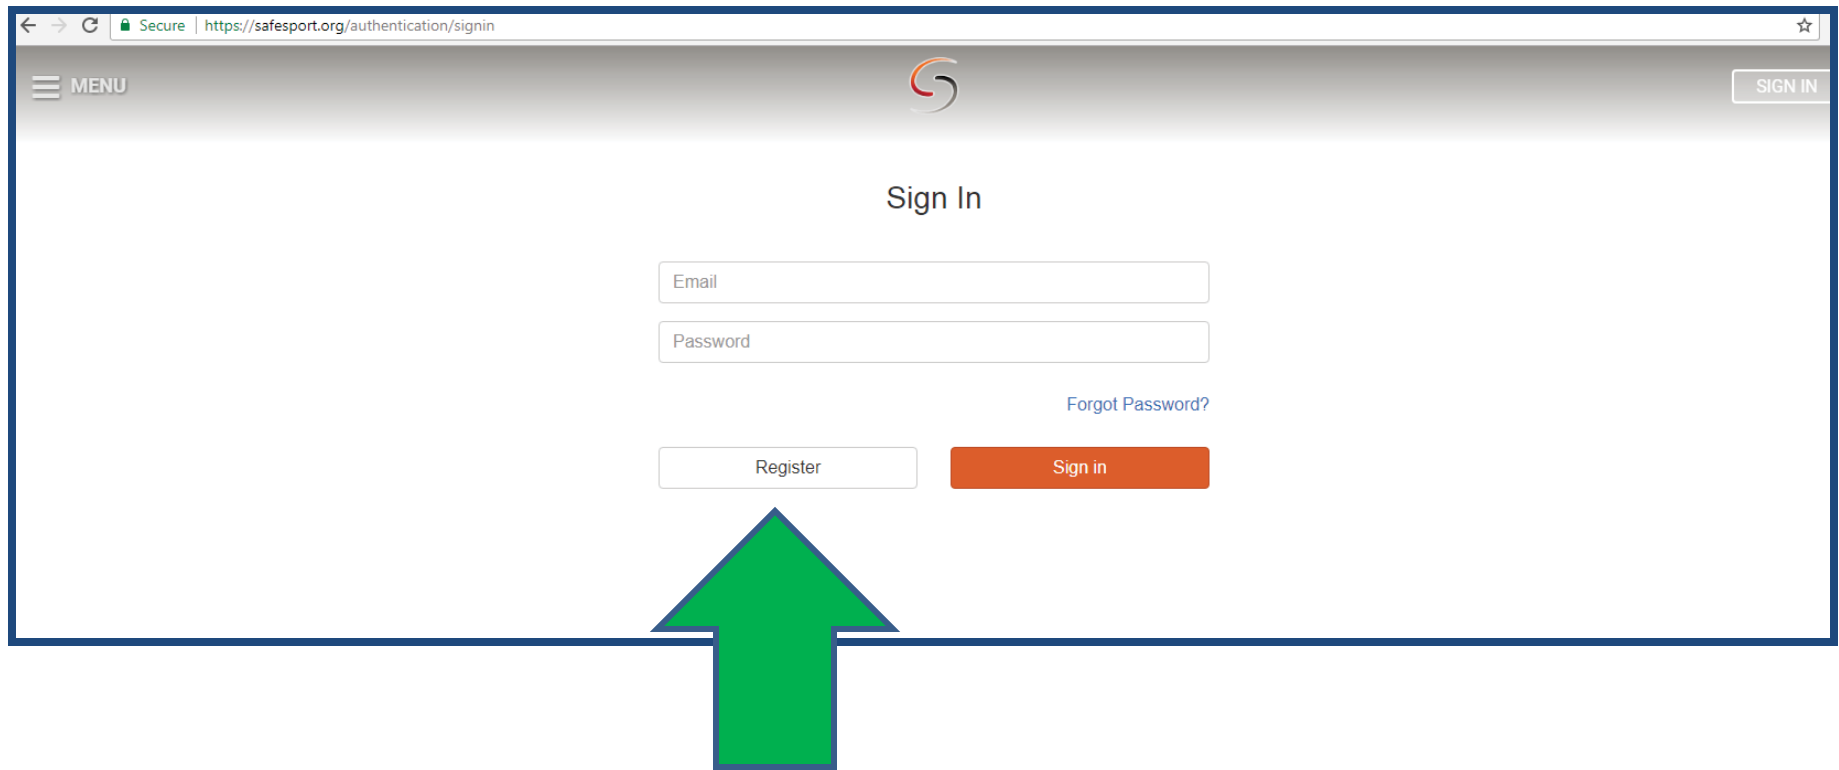 Secure | https://safesport.org/authentication/signin
MENU
SIGN IN
Sign In
Email
Password
Forgot Password?
Register
Sign in